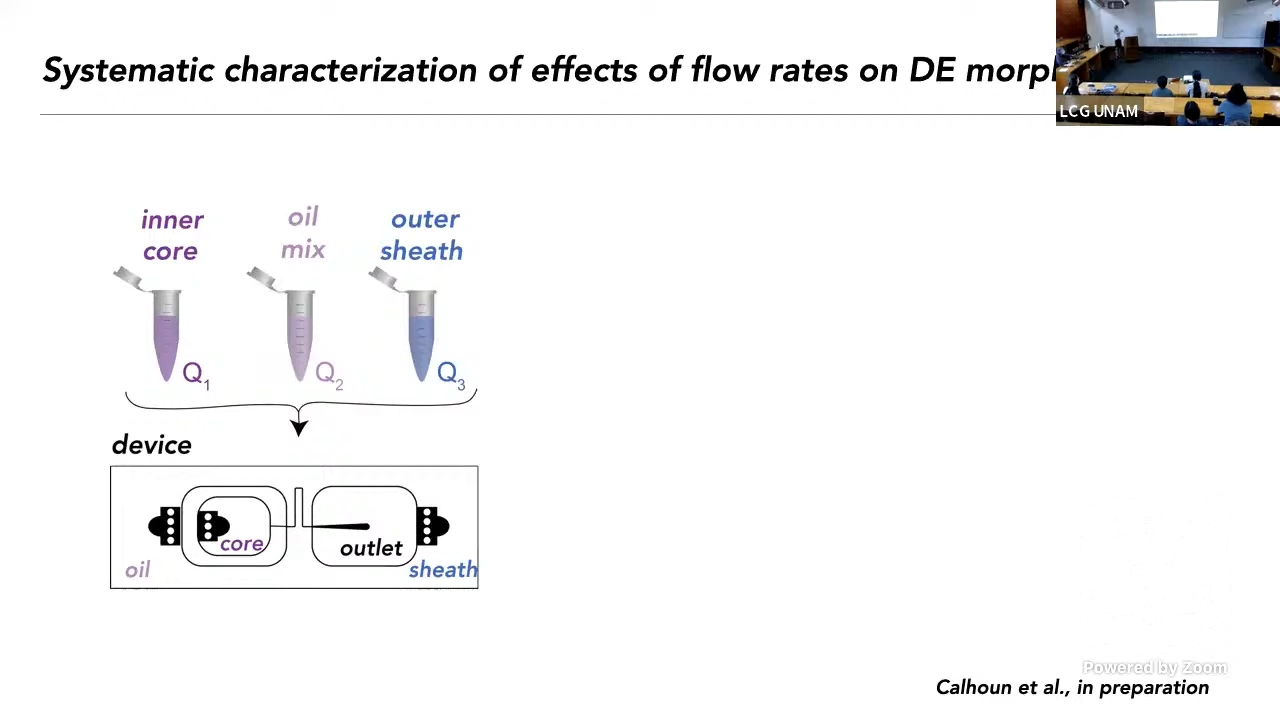 Systematic characterization of effects of flow rates on DE morp
LCG UNAM
inner
core
oil
mix
outer
sheath
Q1
Q2
Q3
device
core
outlet
oil
sheath
Powered by Zoom
Calhoun et al., in preparation